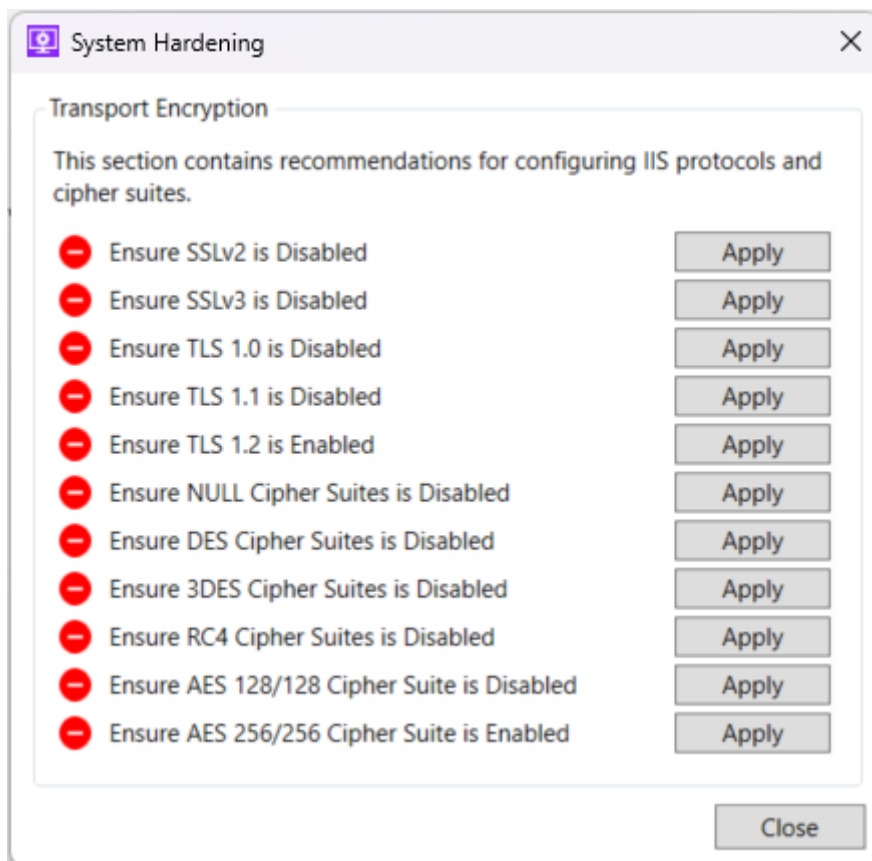 System Hardening
Transport Encryption
This section contains recommendations for configuring IIS protocols and
cipher suites.
Ensure SSLv2 is Disabled Apply
Ensure SSLv3 is Disabled Apply
Ensure TLS 1.0 is Disabled Apply
Ensure TLS 1.1 is Disabled Apply
Ensure TLS 1.2 is Enabled Apply
Ensure NULL Cipher Suites is Disabled Apply
Ensure DES Cipher Suites is Disabled Apply
Ensure 3DES Cipher Suites is Disabled Apply
Ensure RC4 Cipher Suites is Disabled Apply
Ensure AES 128/128 Cipher Suite is Disabled Apply
Ensure AES 256/256 Cipher Suite is Enabled Apply
Close